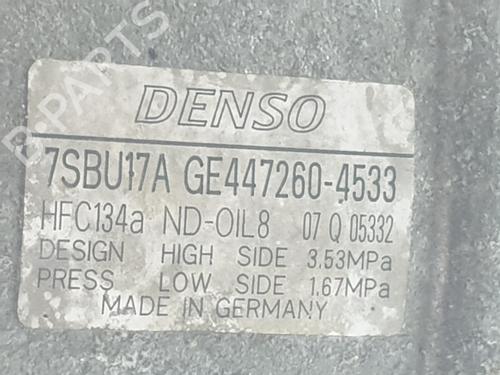 DENSO
7SBU17A GE447260-4533
HFC134a ND-OIL8 07 Q 05332
DESIGN HIGH SIDE 3.53MPa
PRESS LOW SIDE 1.67MPa
MADE IN GERMANY
B-PARTS